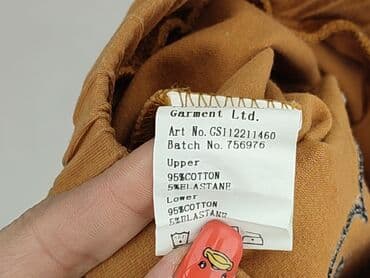 Garment Ltd.
Art No.GS112211460
Batch No.756976
Upper
95%COTTON
5%ELASTANE
Lower
95%COTTON
5%ELASTANE